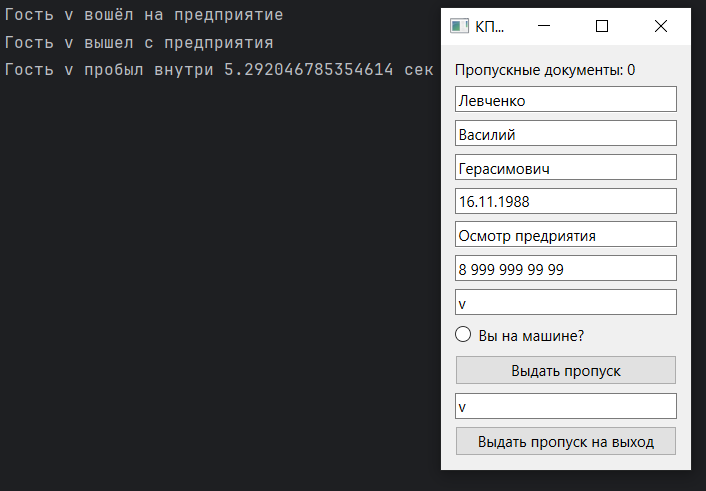 Гость v вошёл на предприятие
Гость v вышел с предприятия
Гость v пробыл внутри 5.292046785354614 сек
КП...
Пропускные документы: 0
Левченко
Василий
Герасимович
16.11.1988
Осмотр предриятия
8 999 999 99 99
v
Вы на машине?
Выдать пропуск
v
Выдать пропуск на выход